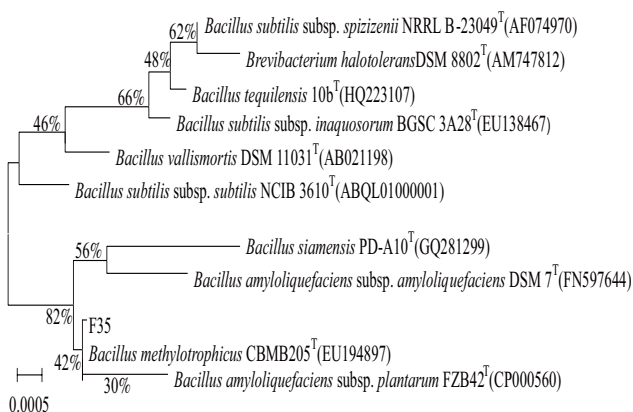 62% Bacillus subtilis subsp. spizizenii NRRL B-23049T(AF074970)
48% Brevibacterium halotoleransDSM 8802T(AM747812)
66% Bacillus tequilensis 10bT(HQ223107)
46% Bacillus subtilis subsp. inaquosorum BGSC 3A28T(EU138467)
Bacillus vallismortis DSM 11031T(AB021198)
Bacillus subtilis subsp. subtilis NCIB 3610T(ABQL01000001)
56% Bacillus siamensis PD-A10T(GQ281299)
Bacillus amyloliquefaciens subsp. amyloliquefaciens DSM 7T(FN597644)
82% F35
42% Bacillus methylotrophicus CBMB205T(EU194897)
30% Bacillus amyloliquefaciens subsp. plantarum FZB42T(CP000560)
0.0005